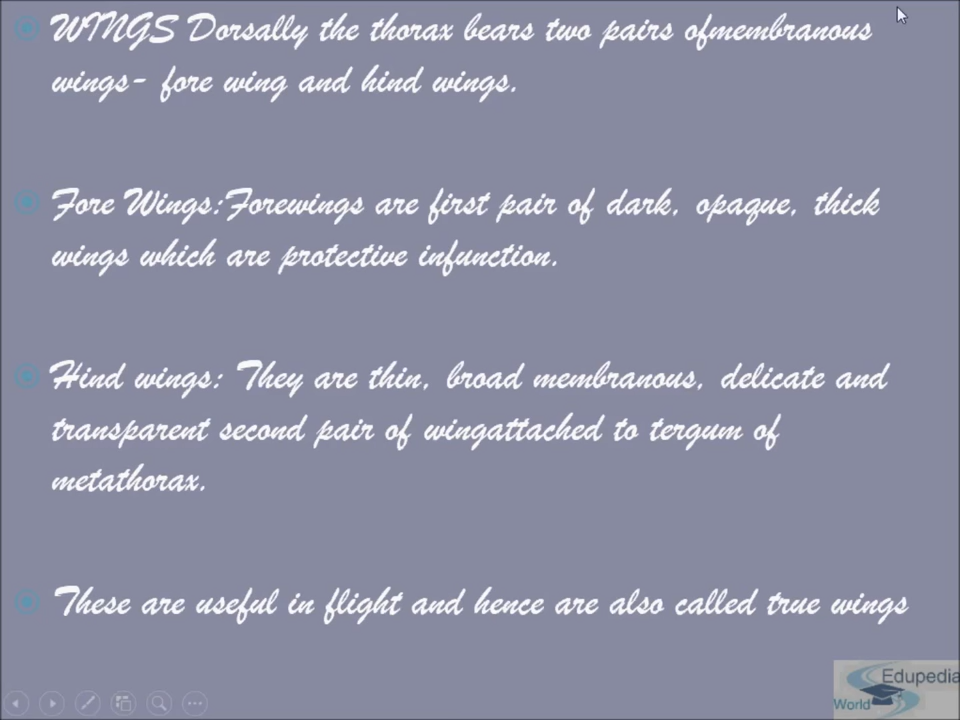 WINGS Dorsally the thorax bears two pairs ofmembranous
wings- fore wing and hind wings.
Fore Wings:Forewings are first pair of dark, opaque, thick
wings which are protective infunction.
Hind wings: They are thin, broad membranous, delicate and
transparent second pair of wingattached to tergum of
metathorax.
These are useful in flight and hence are also called true wings
Edupedia
World